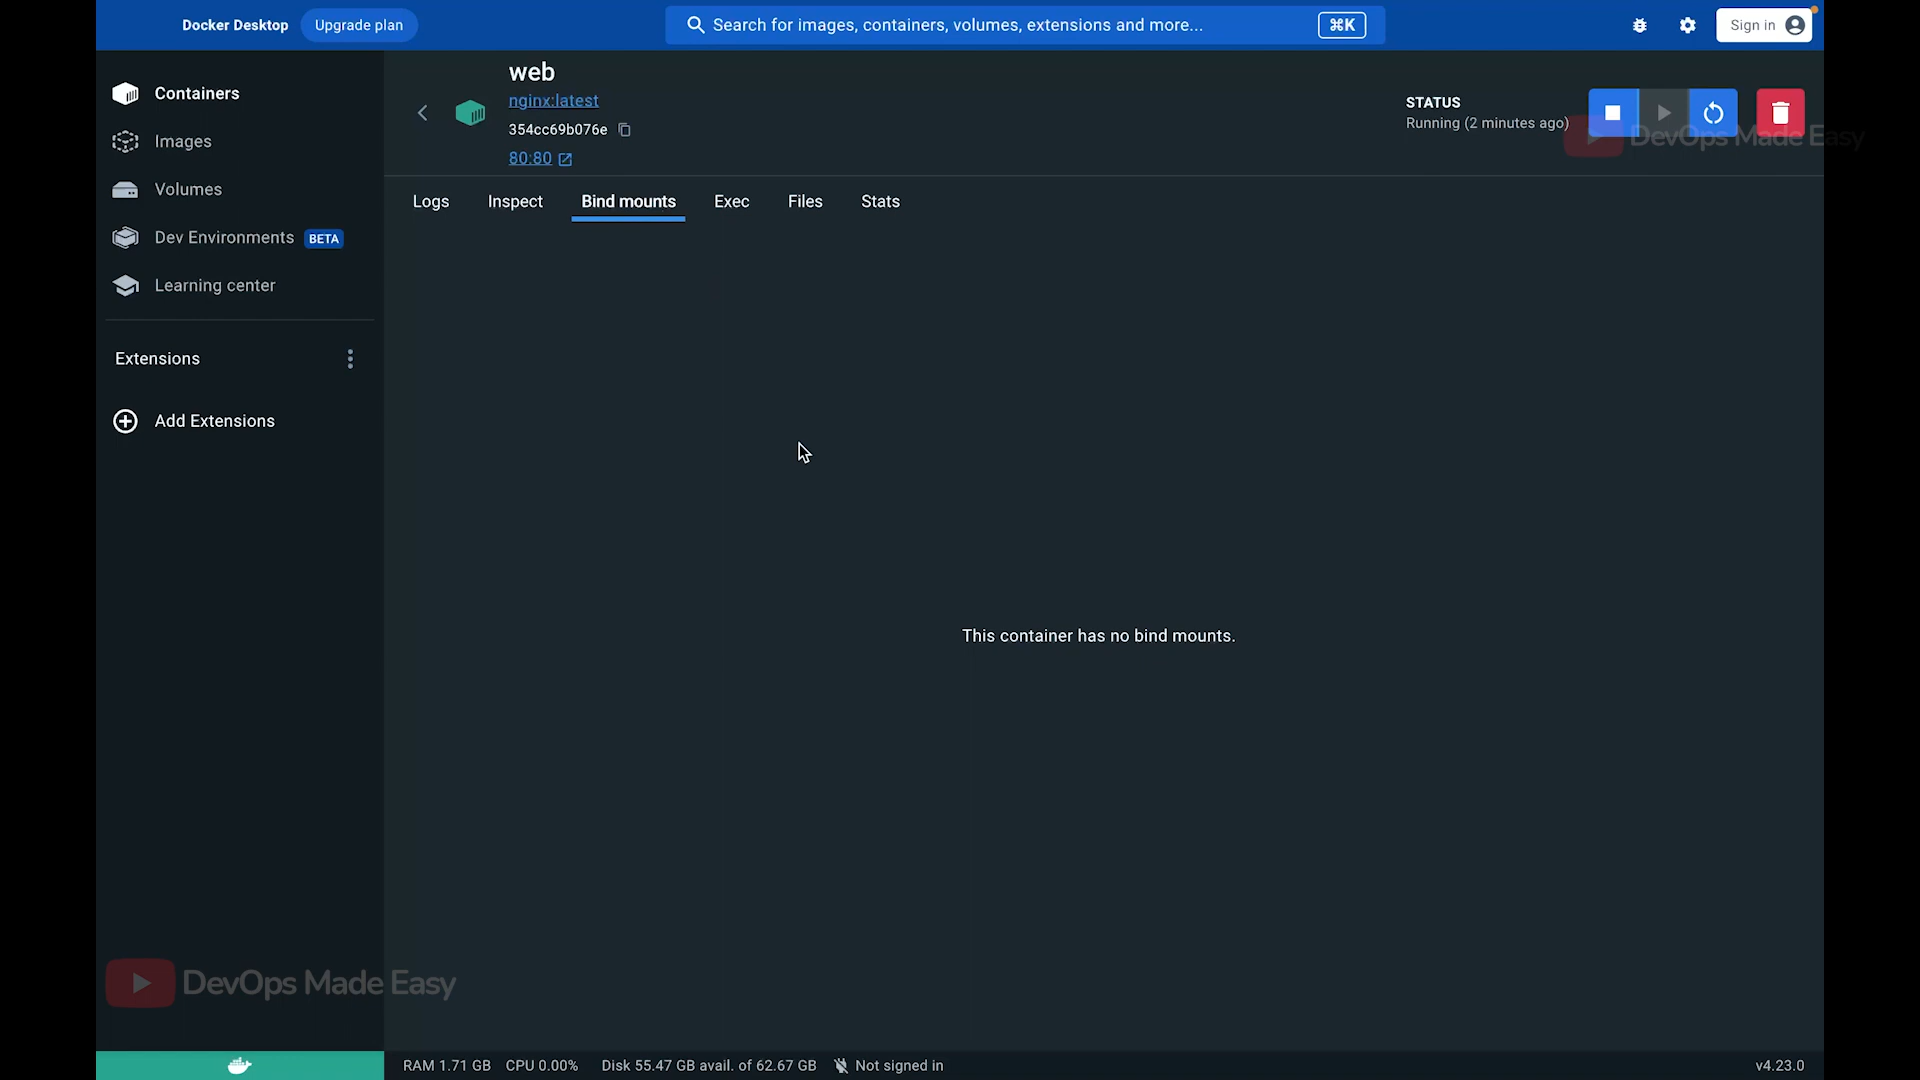 Docker Desktop
Upgrade plan
Search for images, containers, volumes, extensions and more...
⌘K
Sign in
Containers
Images
Volumes
Dev Environments BETA
Learning center
Extensions
Add Extensions
web
nginx:latest
354cc69b076e
80:80
STATUS
Running (2 minutes ago)
DevOps Made Easy
Logs
Inspect
Bind mounts
Exec
Files
Stats
This container has no bind mounts.
DevOps Made Easy
RAM 1.71 GB CPU 0.00% Disk 55.47 GB avail. of 62.67 GB Not signed in
v4.23.0